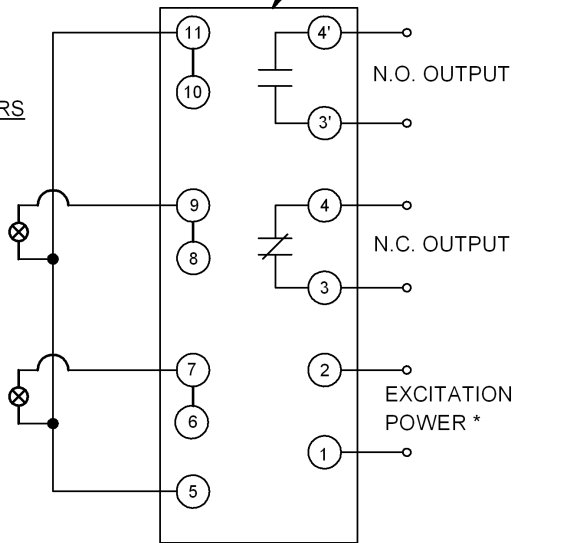 11
4'
N.O. OUTPUT
10
RS
3'
9
4
N.C. OUTPUT
8
3
7
2
EXCITATION
POWER *
6
1
5